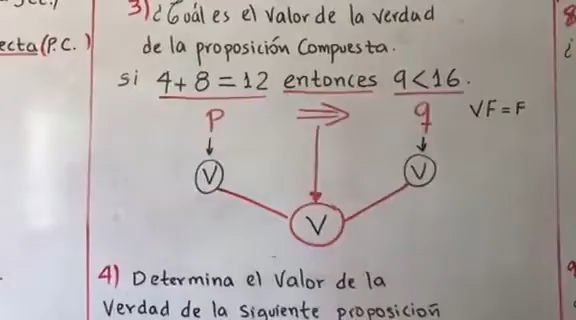 ecta (P.C.)
3) ¿Cuál es el Valor de la verdad
de la proposición Compuesta.
si 4+8=12 entonces 9<16.
p ⇒ q VF=F
↓ ↓
V V
V
4) Determina el Valor de la
Verdad de la siguiente proposición
8
¿